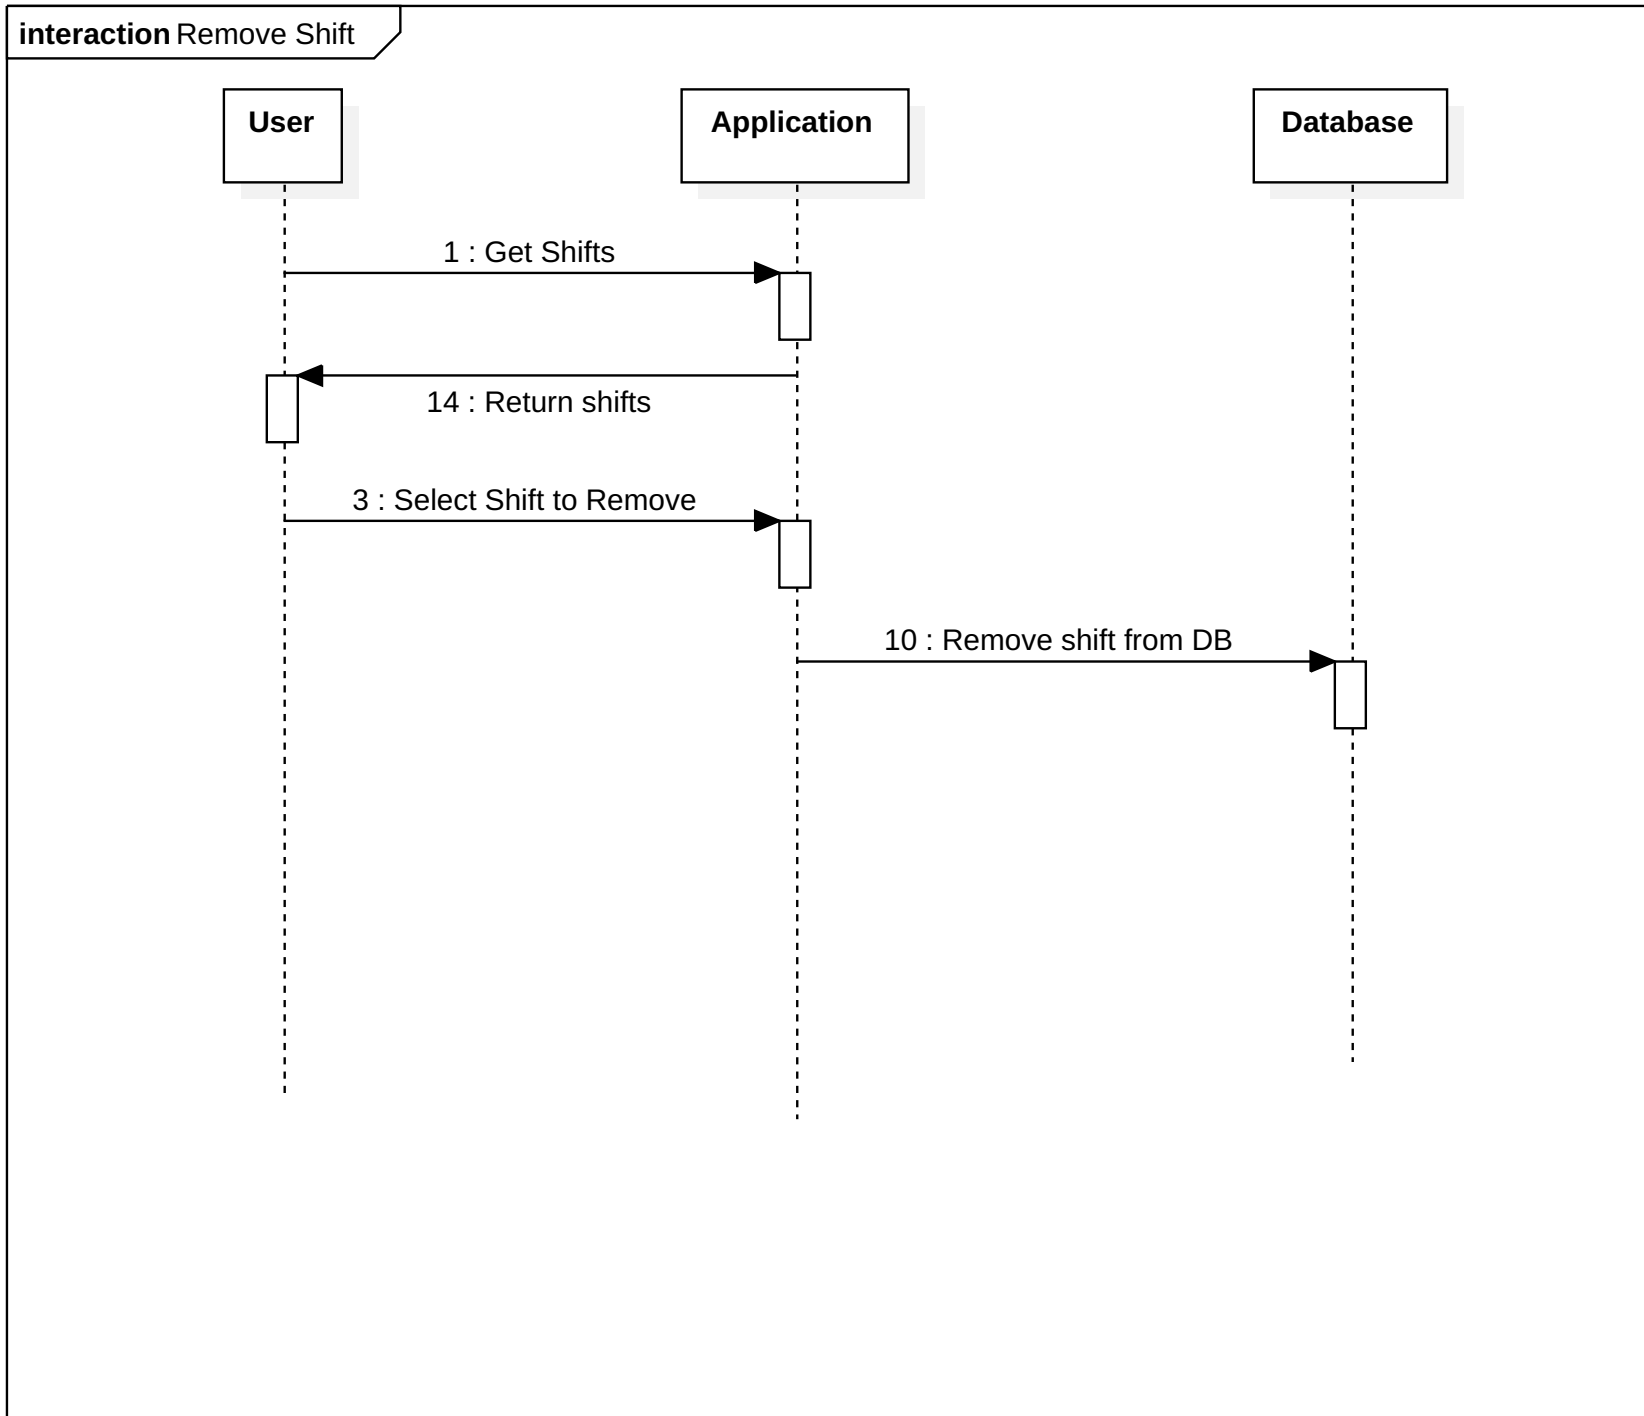 interaction Remove Shift
User
Application
Database
1 : Get Shifts
14 : Return shifts
3 : Select Shift to Remove
10 : Remove shift from DB